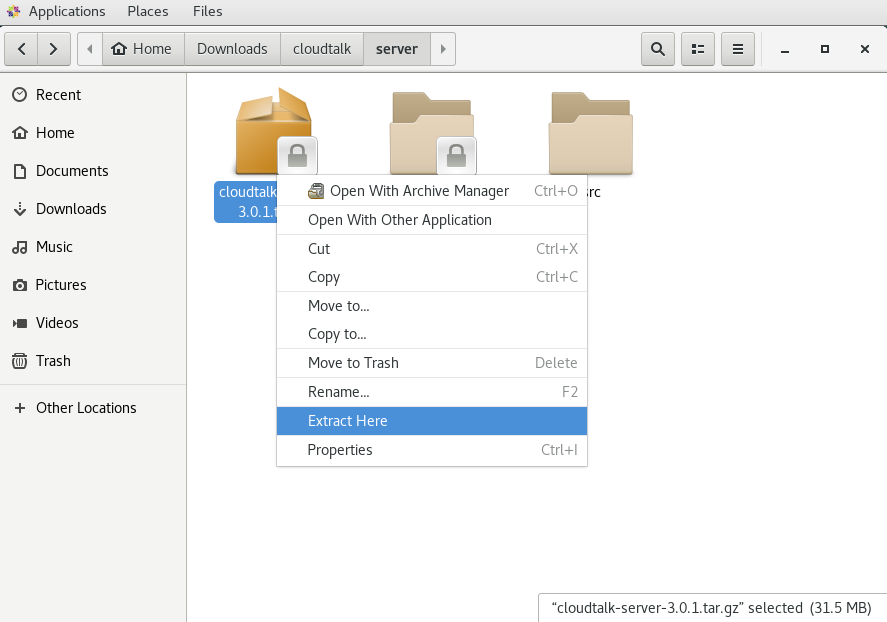 Applications Places Files
Home Downloads cloudtalk server
Recent
Home
Documents
Downloads
Music
Pictures
Videos
Trash
Other Locations
cloudtalk
3.0.1.t
src
Open With Archive Manager Ctrl+O
Open With Other Application
Cut Ctrl+X
Copy Ctrl+C
Move to...
Copy to...
Move to Trash Delete
Rename... F2
Extract Here
Properties Ctrl+I
“cloudtalk-server-3.0.1.tar.gz” selected (31.5 MB)